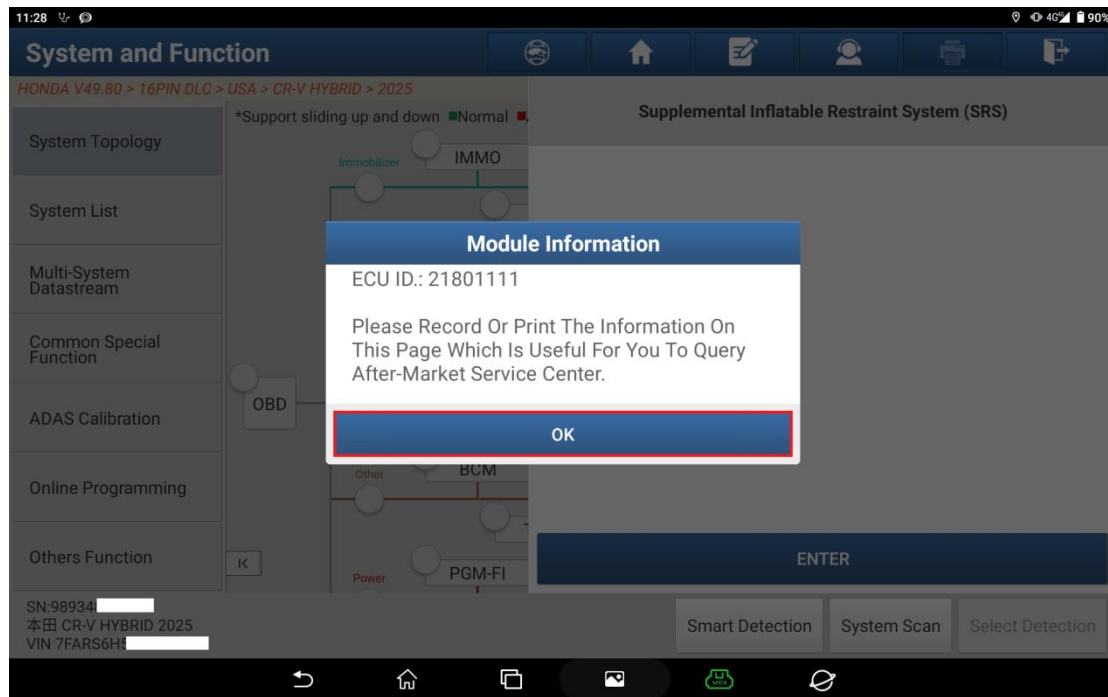 11:28
4G
90%
System and Function
HONDA V49.80 > 16PIN DLC > USA > CR-V HYBRID > 2025
System Topology
System List
Multi-System
Datastream
Common Special
Function
ADAS Calibration
Online Programming
Others Function
*Support sliding up and down Normal
Immobilizer
IMMO
OBD
Other
BCM
Power
PGM-FI
Supplemental Inflatable Restraint System (SRS)
Module Information
ECU ID.: 21801111
Please Record Or Print The Information On
This Page Which Is Useful For You To Query
After-Market Service Center.
OK
ENTER
SN:98934
本田 CR-V HYBRID 2025
VIN 7FARS6H
Smart Detection
System Scan
Select Detection
VCI